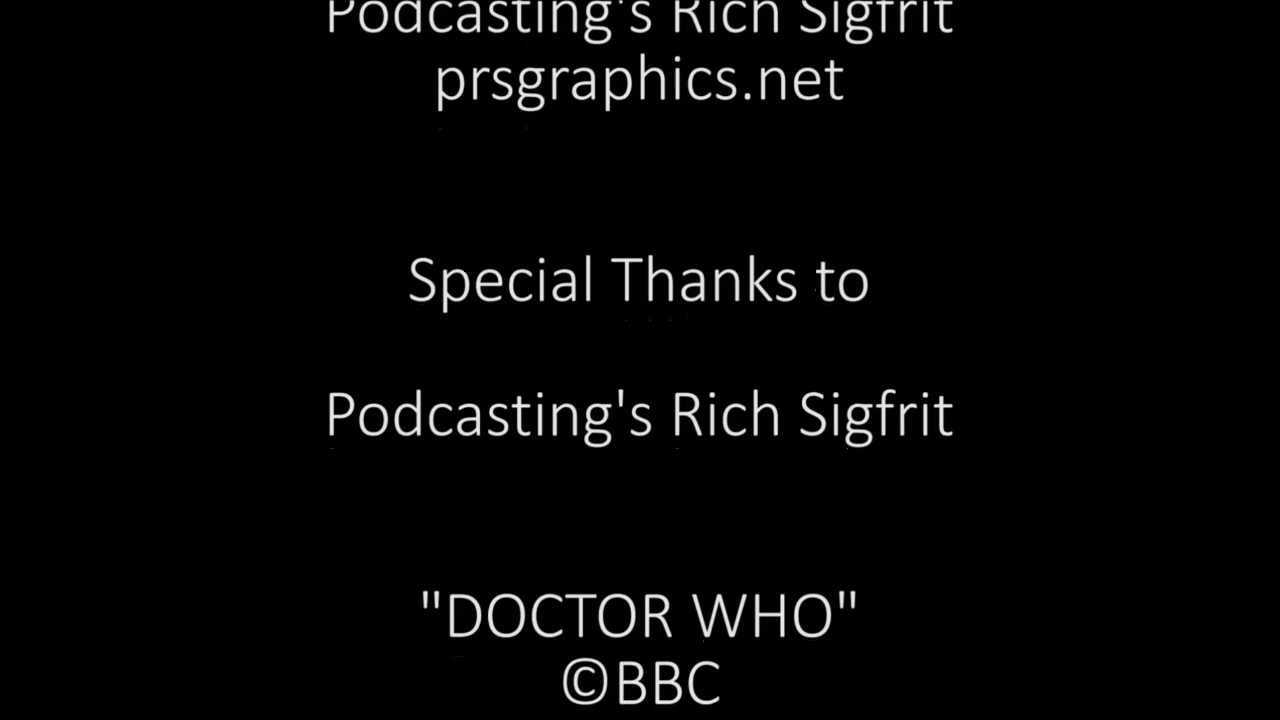 Podcasting's Rich Sigfrit
prsgraphics.net
Special Thanks to
Podcasting's Rich Sigfrit
"DOCTOR WHO"
©BBC